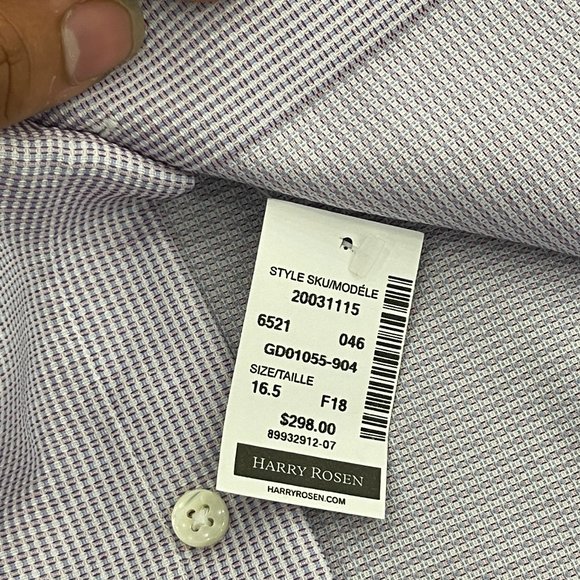 STYLE SKU/MODÉLE
20031115
6521 046
GD01055-904
SIZE/TAILLE
16.5 F18
$298.00
89932912-07
HARRY ROSEN
HARRYROSEN.COM